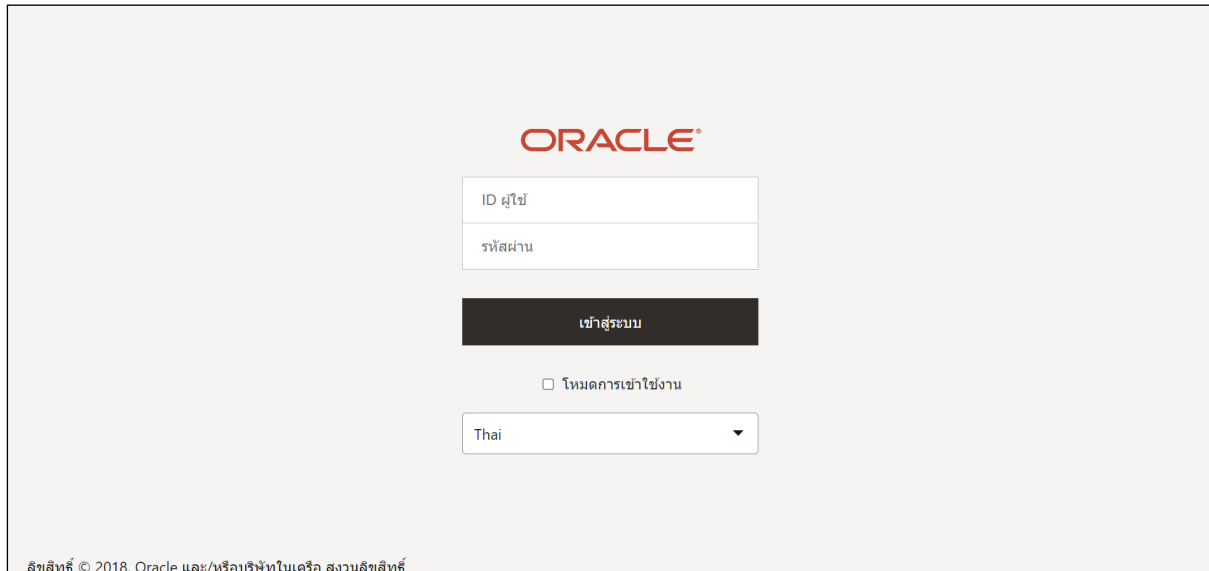 ORACLE®
ID ผู้ใช้
รหัสผ่าน
เข้าสู่ระบบ
โหมดการเข้าใช้งาน
Thai
ลิขสิทธิ์ © 2018, Oracle และ/หรือบริษัทในเครือ สงวนลิขสิทธิ์